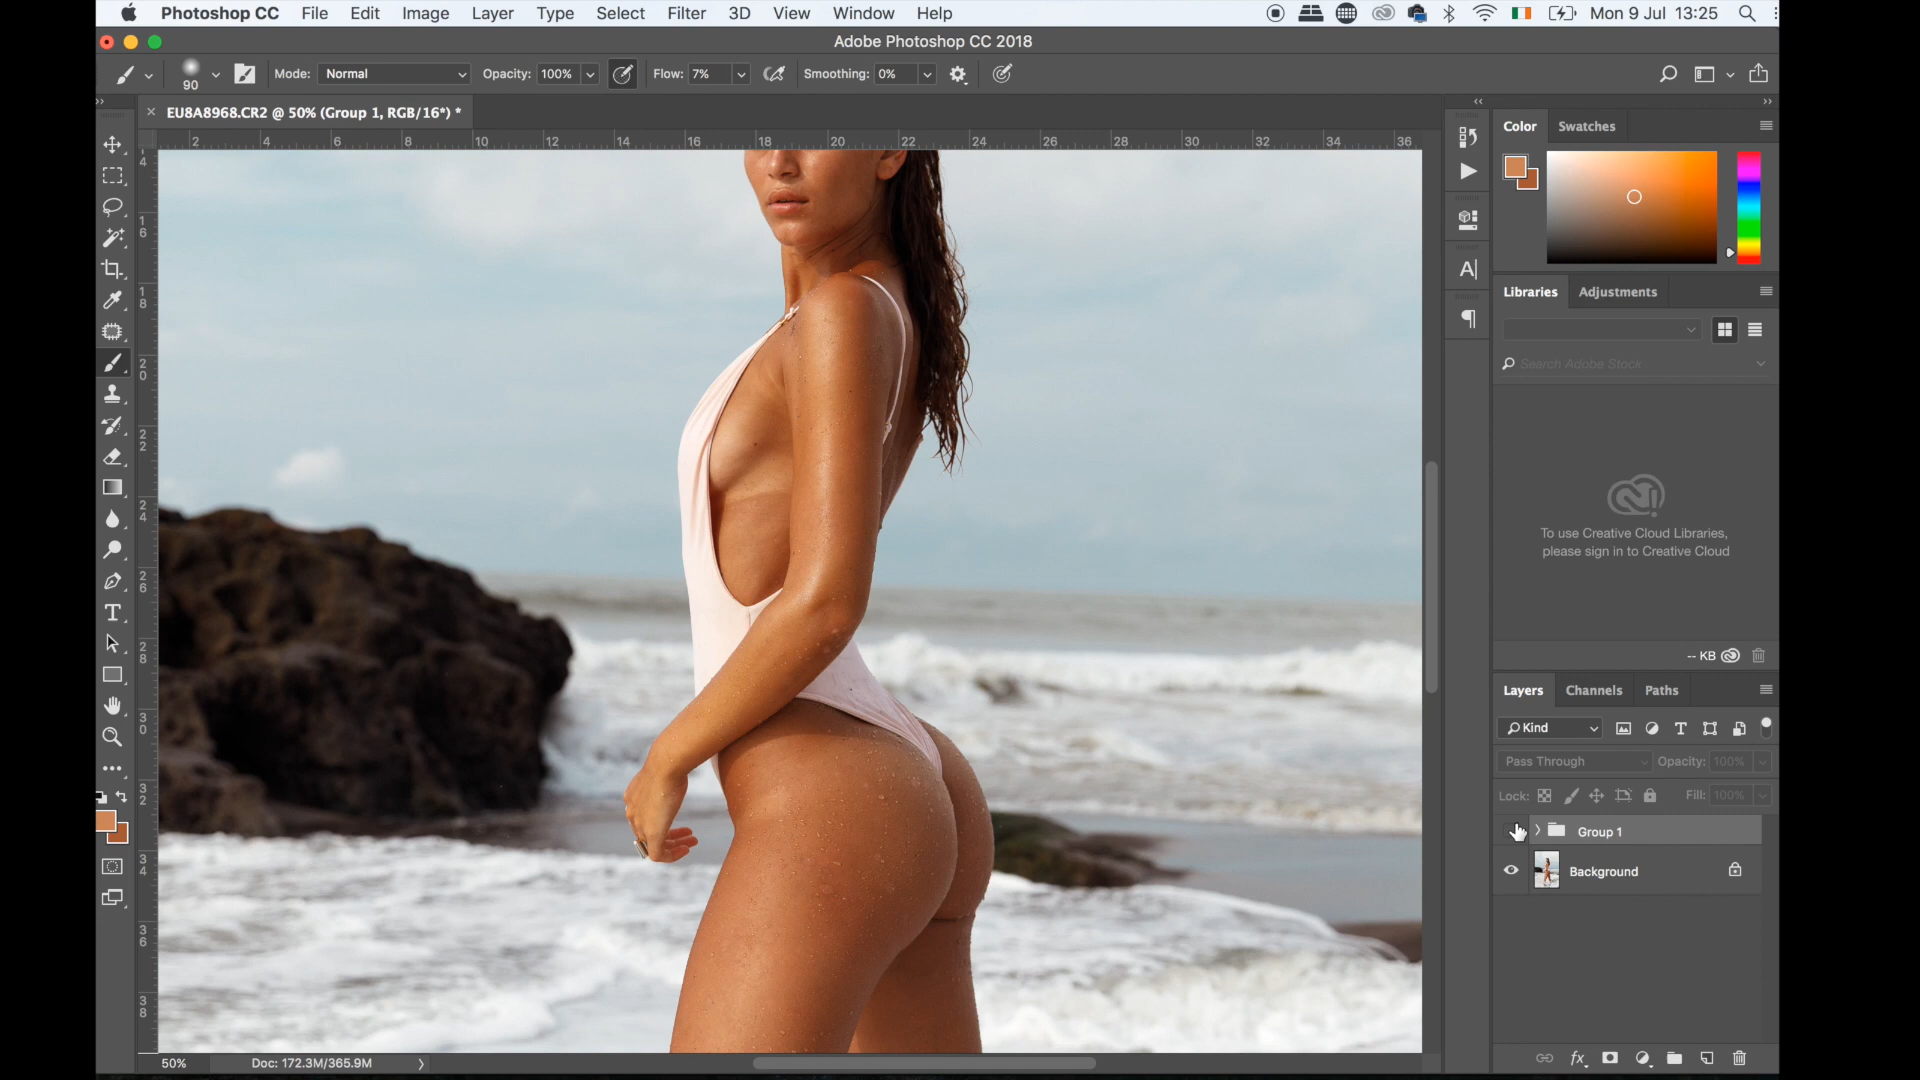 Photoshop CC File Edit Image Layer Type Select Filter 3D View Window Help Mon 9 Jul 13:25
Adobe Photoshop CC 2018
90 Mode: Normal Opacity: 100% Flow: 7% Smoothing: 0%
× EU8A8968.CR2 @ 50% (Group 1, RGB/16*) *
2 4 6 8 10 12 14 16 18 20 22 24 26 28 30 32 34 36
14
16
18
20
22
24
26
28
30
32
34
36
38
Color Swatches
Libraries Adjustments
Search Adobe Stock
To use Creative Cloud Libraries,
please sign in to Creative Cloud
-- KB
Layers Channels Paths
Kind
Pass Through Opacity: 100%
Lock: Fill: 100%
Group 1
Background
50% Doc: 172.3M/365.9M